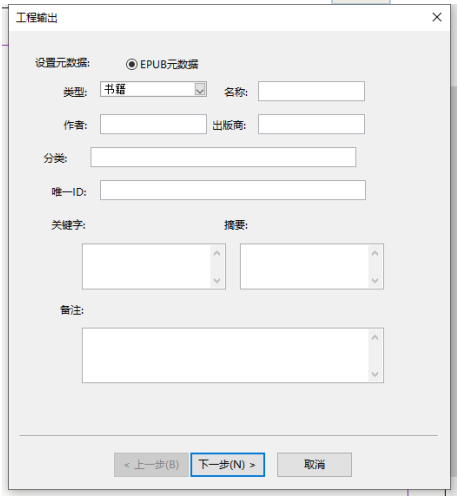 工程输出
设置元数据: EPUB元数据
类型: 书籍 名称:
作者: 出版商:
分类:
唯一ID:
关键字: 摘要:
备注:
< 上一步(B) 下一步(N) > 取消